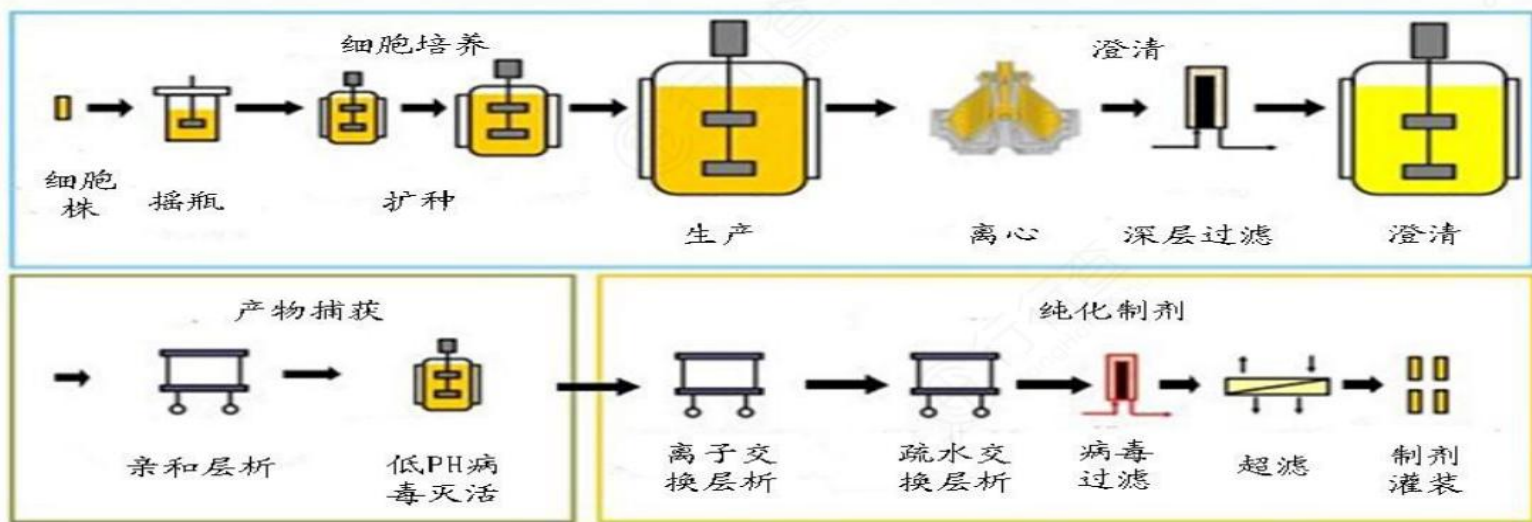 细胞培养
澄清
细胞
株
摇瓶
扩种
生产
离心
深层过滤
澄清
产物捕获
亲和层析
低PH病
毒灭活
纯化制剂
离子交
换层析
疏水交
换层析
病毒
过滤
超滤
制剂
灌装